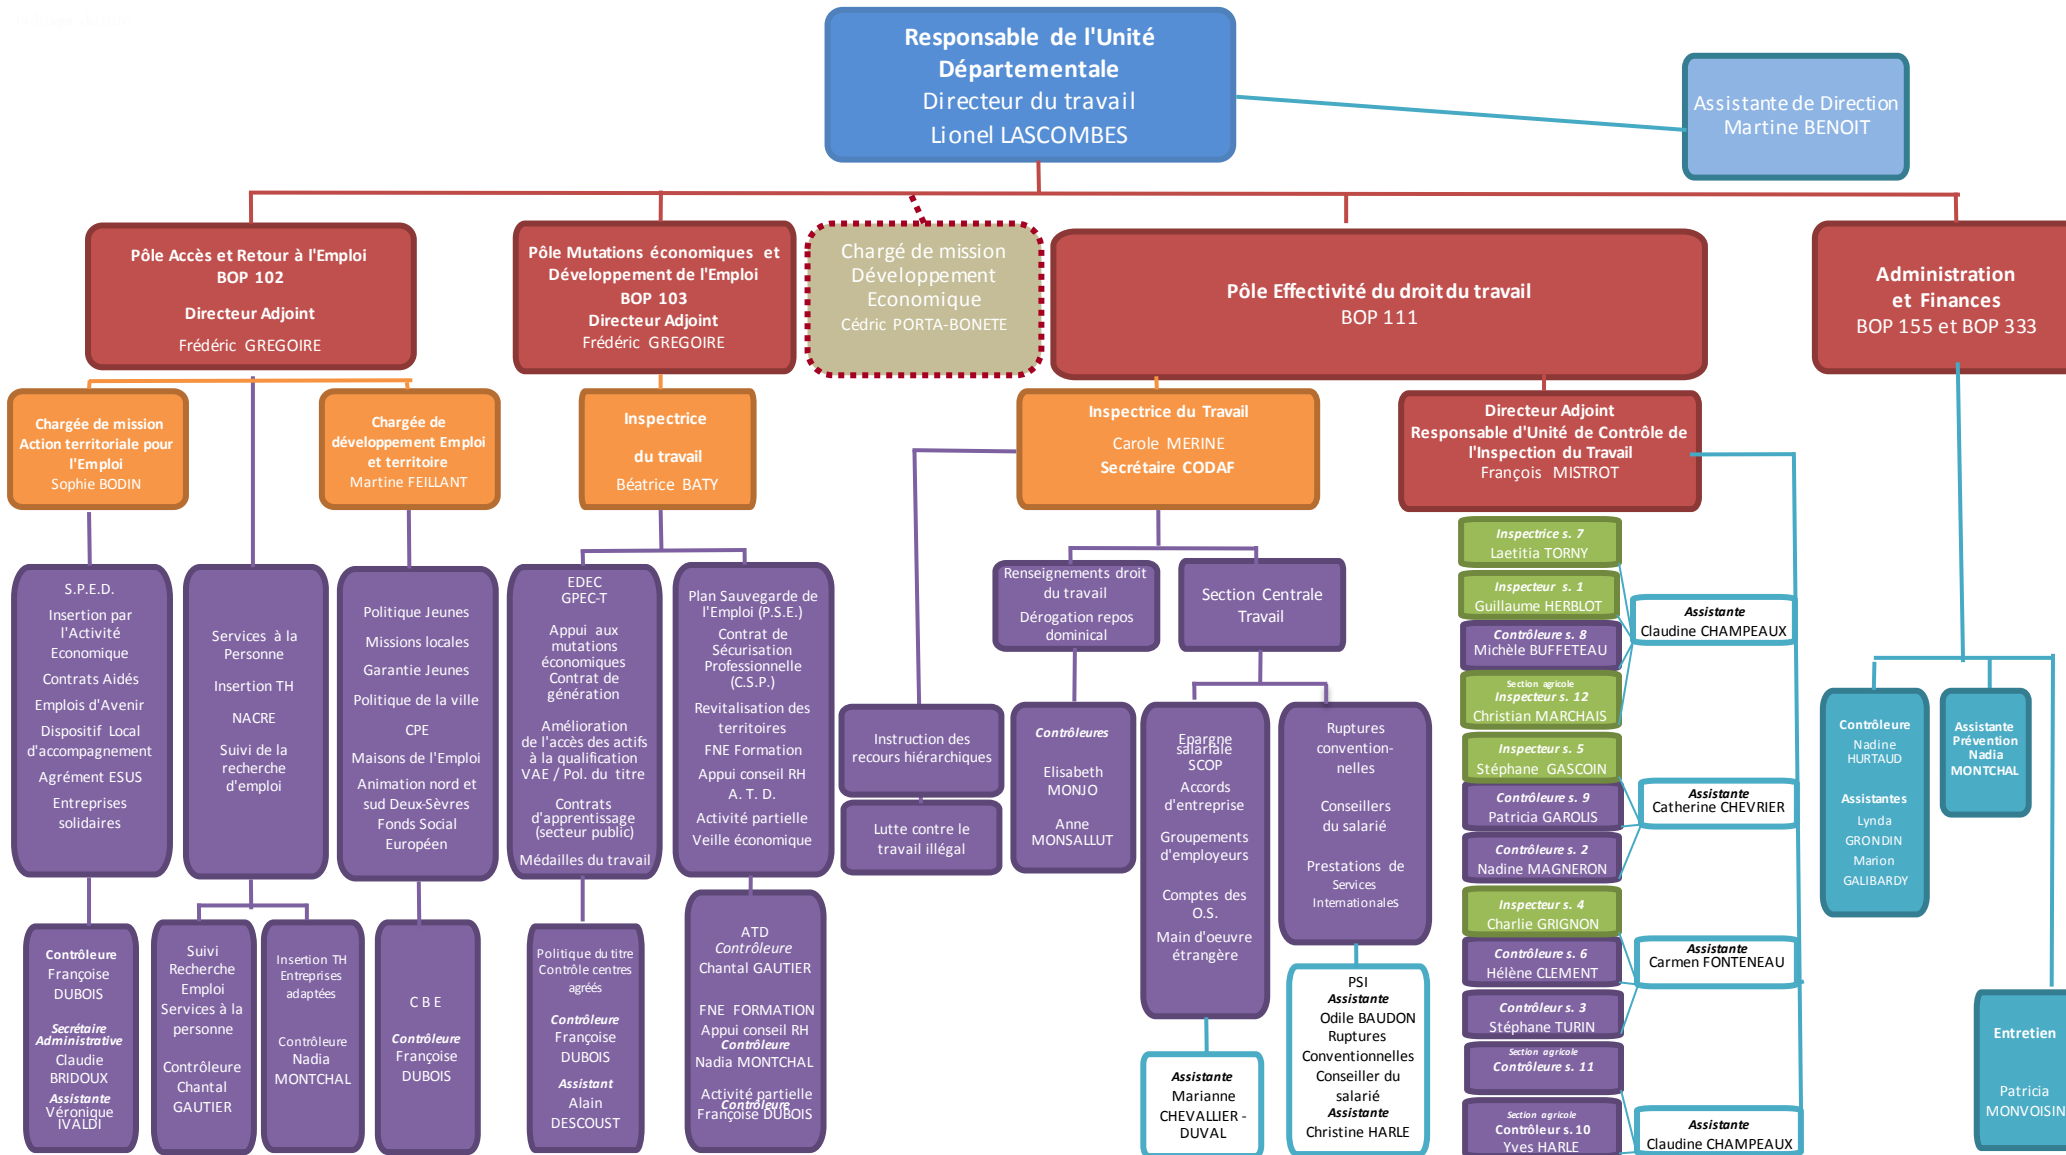 Responsable de l'Unité
Départementale
Directeur du travail
Lionel LASCOMBES
Assistante de Direction
Martine BENOIT
Pôle Accès et Retour à l'Emploi
BOP 102
Directeur Adjoint
Frédéric GREGOIRE
Pôle Mutations économiques et
Développement de l'Emploi
BOP 103
Directeur Adjoint
Frédéric GREGOIRE
Chargé de mission
Développement
Economique
Cédric PORTA-BONETE
Pôle Effectivité du droit du travail
BOP 111
Administration
et Finances
BOP 155 et BOP 333
Chargée de mission
Action territoriale pour
l'Emploi
Sophie BODIN
Chargée de
développement Emploi
et territoire
Martine FEILLANT
Inspectrice
du travail
Béatrice BATY
Inspectrice du Travail
Carole MERINE
Secrétaire CODAF
Directeur Adjoint
Responsable d'Unité de Contrôle de
l'Inspection du Travail
François MISTROT
S.P.E.D.
Insertion par
l'Activité
Economique
Contrats Aidés
Emplois d'Avenir
Dispositif Local
d'accompagnement
Agrément ESUS
Entreprises
solidaires
Services à la
Personne
Insertion TH
NACRE
Suivi de la
recherche
d'emploi
Politique Jeunes
Missions locales
Garantie Jeunes
Politique de la ville
CPE
Maisons de l'Emploi
Animation nord et
sud Deux-Sèvres
Fonds Social
Européen
EDEC
GPEC-T
Appui aux
mutations
économiques
Contrat de
génération
Amélioration
de l'accès des actifs
à la qualification
VAE / Pol. du titre
Contrats
d'apprentissage
(secteur public)
Médailles du travail
Plan Sauvegarde de
l'Emploi (P.S.E.)
Contrat de
Sécurisation
Professionnelle
(C.S.P.)
Revitalisation des
territoires
FNE Formation
Appui conseil RH
A. T. D.
Activité partielle
Veille économique
Renseignements droit
du travail
Dérogation repos
dominical
Section Centrale
Travail
Instruction des
recours hiérarchiques
Lutte contre le
travail illégal
Contrôleures
Elisabeth
MONJO
Anne
MONSALLUT
Epargne
salariale
SCOP
Accords
d'entreprise
Groupements
d'employeurs
Comptes des
O.S.
Main d'oeuvre
étrangère
Ruptures
convention-
nelles
Conseillers
du salarié
Prestations de
Services
Internationales
Inspectrice s. 7
Laetitia TORNY
Inspecteur s. 1
Guillaume HERBLOT
Contrôleure s. 8
Michèle BUFFETEAU
Section agricole
Inspecteur s. 12
Christian MARCHAIS
Inspecteur s. 5
Stéphane GASCOIN
Contrôleure s. 9
Patricia GAROLIS
Contrôleure s. 2
Nadine MAGNERON
Inspecteur s. 4
Charlie GRIGNON
Contrôleure s. 6
Hélène CLEMENT
Contrôleur s. 3
Stéphane TURIN
Section agricole
Contrôleure s. 11
Section agricole
Contrôleur s. 10
Yves HARLE
Assistante
Claudine CHAMPEAUX
Assistante
Catherine CHEVRIER
Assistante
Carmen FONTENEAU
Assistante
Claudine CHAMPEAUX
Contrôleure
Nadine
HURTAUD
Assistantes
Lynda
GRONDIN
Marion
GALIBARDY
Assistante
Prévention
Nadia
MONTCHAL
Entretien
Patricia
MONVOISIN
Contrôleure
Françoise
DUBOIS
Secrétaire
Administrative
Claudie
BRIDOUX
Assistante
Véronique
IVALDI
Suivi
Recherche
Emploi
Services à la
personne
Contrôleure
Chantal
GAUTIER
Insertion TH
Entreprises
adaptées
Contrôleure
Nadia
MONTCHAL
C B E
Contrôleure
Françoise
DUBOIS
Politique du titre
Contrôle centres
agréés
Contrôleure
Françoise
DUBOIS
Assistant
Alain
DESCOUST
ATD
Contrôleure
Chantal GAUTIER
FNE FORMATION
Appui conseil RH
Contrôleure
Nadia MONTCHAL
Activité partielle
Contrôleure
Françoise DUBOIS
Assistante
Marianne
CHEVALLIER -
DUVAL
PSI
Assistante
Odile BAUDON
Ruptures
Conventionnelles
Conseiller du
salarié
Assistante
Christine HARLE